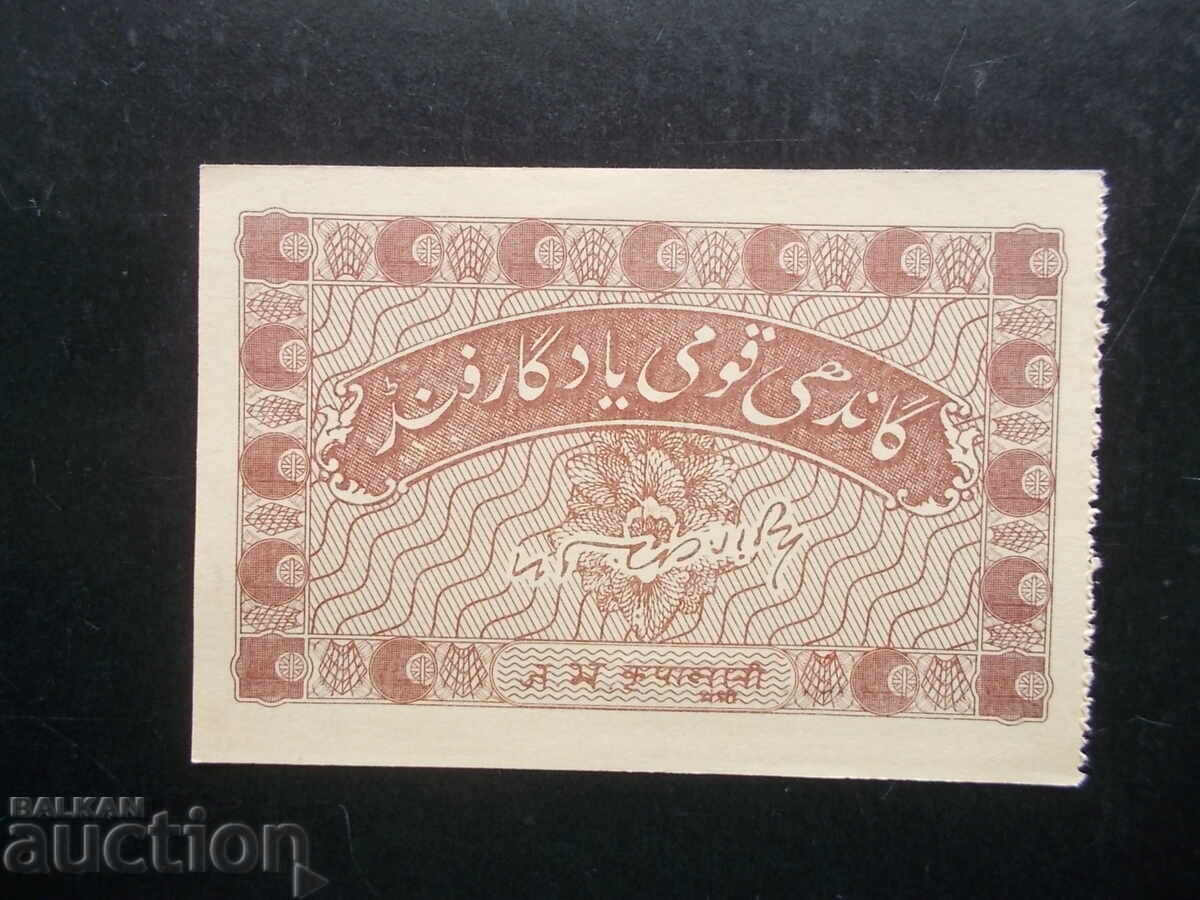 گاندھی قومی یادگار فنڈ
कृपालानी
मंत्री
BALKAN
auction